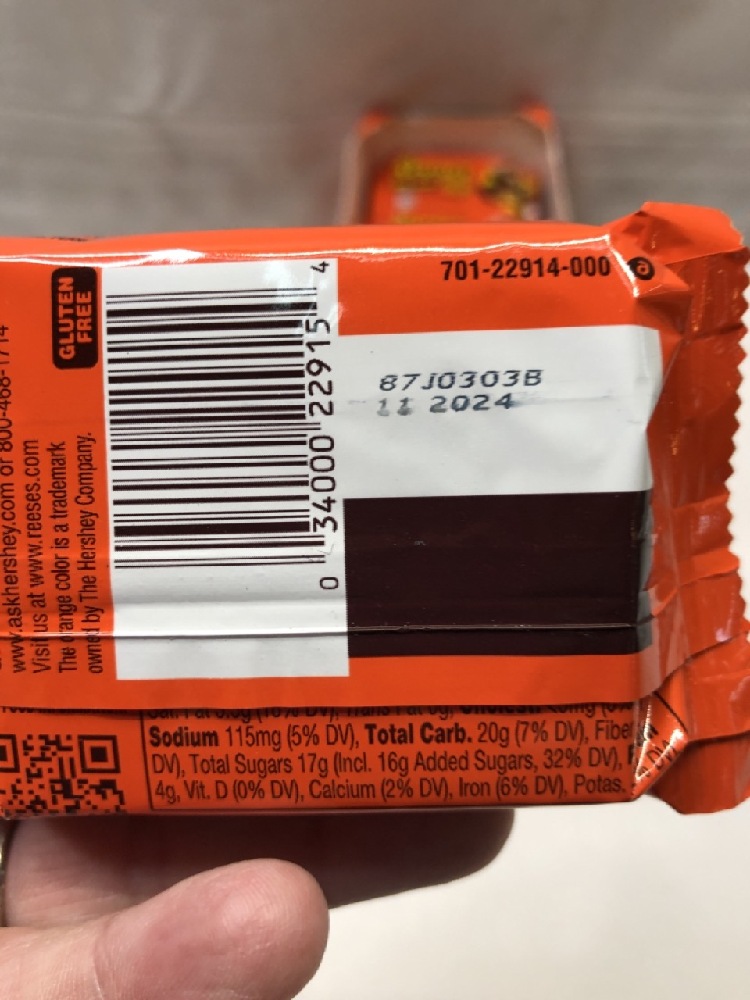 701-22914-000
GLUTEN
FREE
87J0303B
11 2024
0 34000 22915 4
www.askhershey.com or 800-468-1714
Visit us at www.reeses.com
The orange color is a trademark
owned by The Hershey Company.
Sodium 115mg (5% DV), Total Carb. 20g (7% DV),
DV), Total Sugars 17g (Incl. 16g Added Sugars, 32% DV),
4g, Vit. D (0% DV), Calcium (2% DV), Iron (6% DV), Potas.